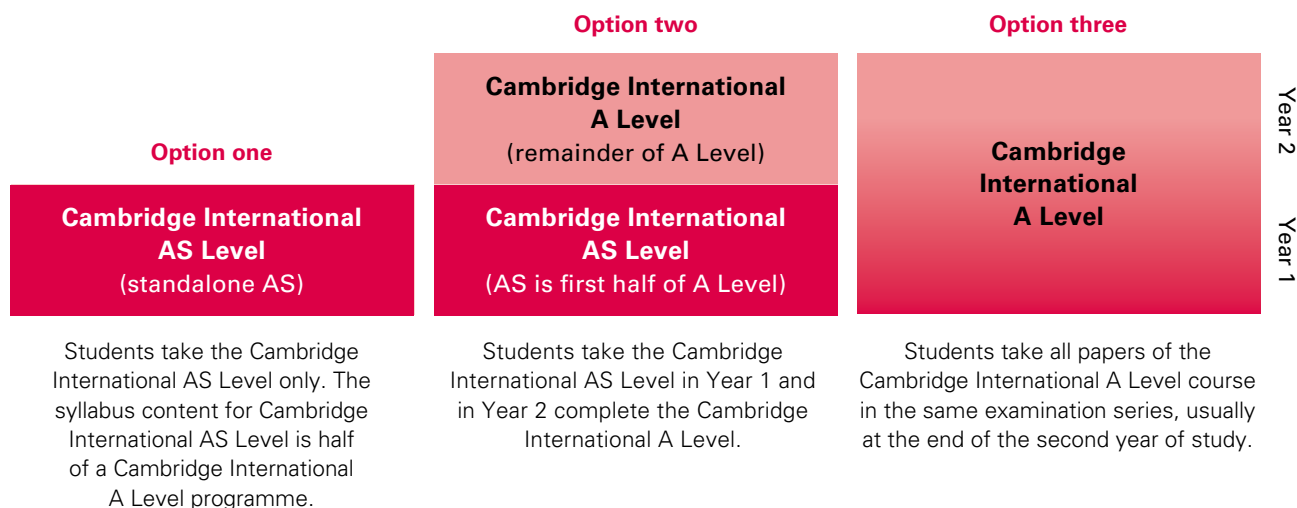 Option one
Cambridge International
AS Level
(standalone AS)
Students take the Cambridge
International AS Level only. The
syllabus content for Cambridge
International AS Level is half
of a Cambridge International
A Level programme.
Option two
Cambridge International
A Level
(remainder of A Level)
Cambridge International
AS Level
(AS is first half of A Level)
Students take the Cambridge
International AS Level in Year 1 and
in Year 2 complete the Cambridge
International A Level.
Option three
Cambridge
International
A Level
Students take all papers of the
Cambridge International A Level course
in the same examination series, usually
at the end of the second year of study.
Year 2
Year 1